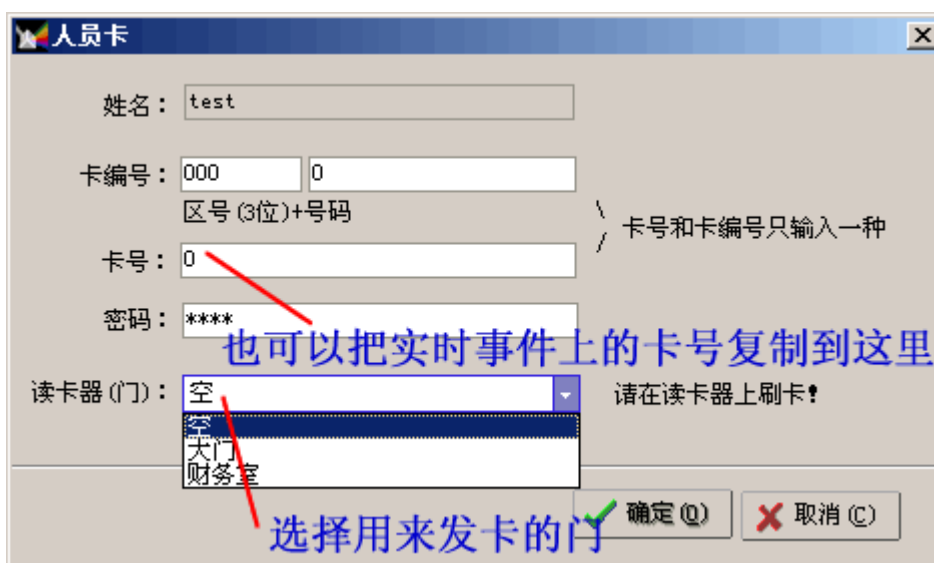 人员卡
姓名： test
卡编号： 000 0
区号(3位)+号码
卡号和卡编号只输入一种
卡号： 0
密码： ****
也可以把实时事件上的卡号复制到这里
读卡器(门)： 空 请在读卡器上刷卡!
空
大门
财务室
选择用来发卡的门
确定(O) 取消(C)